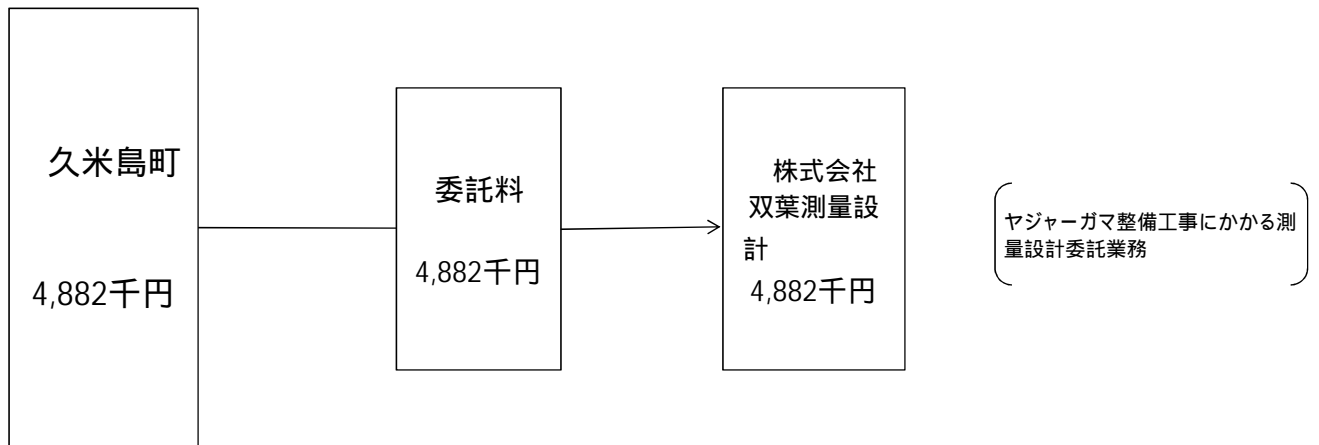 久米島町
4,882千円
委託料
4,882千円
株式会社
双葉測量設
計
4,882千円
ヤジャーガマ整備工事にかかる測
量設計委託業務